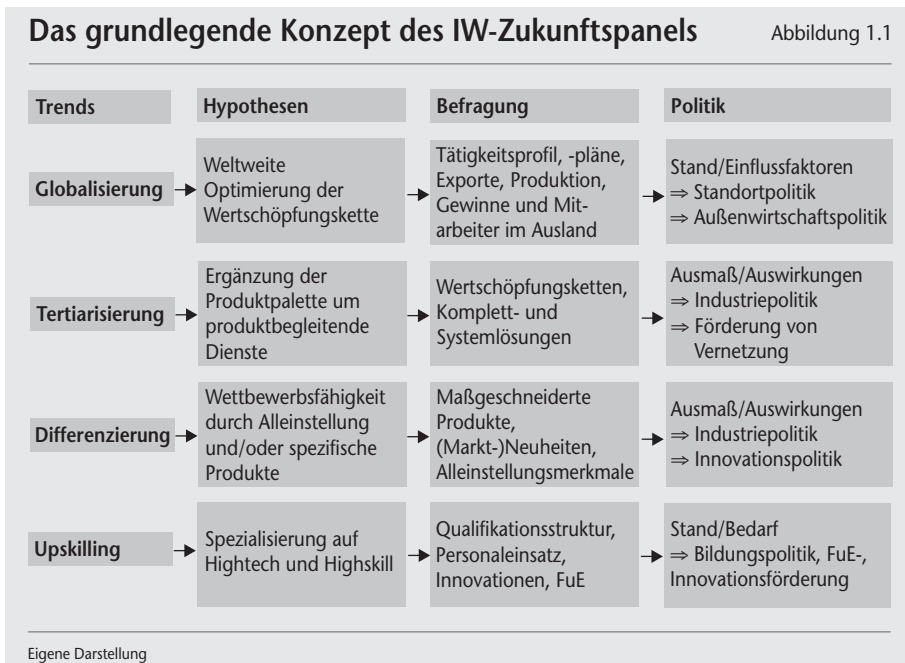 Das grundlegende Konzept des IW-Zukunftspanels
Abbildung 1.1
Trends
Hypothesen
Befragung
Politik
Globalisierung
Weltweite
Optimierung der
Wertschöpfungskette
Tätigkeitsprofil, -pläne,
Exporte, Produktion,
Gewinne und Mit-
arbeiter im Ausland
Stand/Einflussfaktoren
⇒ Standortpolitik
⇒ Außenwirtschaftspolitik
Tertiarisierung
Ergänzung der
Produktpalette um
produktbegleitende
Dienste
Wertschöpfungsketten,
Komplett- und
Systemlösungen
Ausmaß/Auswirkungen
⇒ Industriepolitik
⇒ Förderung von
Vernetzung
Differenzierung
Wettbewerbsfähigkeit
durch Alleinstellung
und/oder spezifische
Produkte
Maßgeschneiderte
Produkte,
(Markt-)Neuheiten,
Alleinstellungsmerkmale
Ausmaß/Auswirkungen
⇒ Industriepolitik
⇒ Innovationspolitik
Upskilling
Spezialisierung auf
Hightech und Highskill
Qualifikationsstruktur,
Personaleinsatz,
Innovationen, FuE
Stand/Bedarf
⇒ Bildungspolitik, FuE-,
Innovationsförderung
Eigene Darstellung